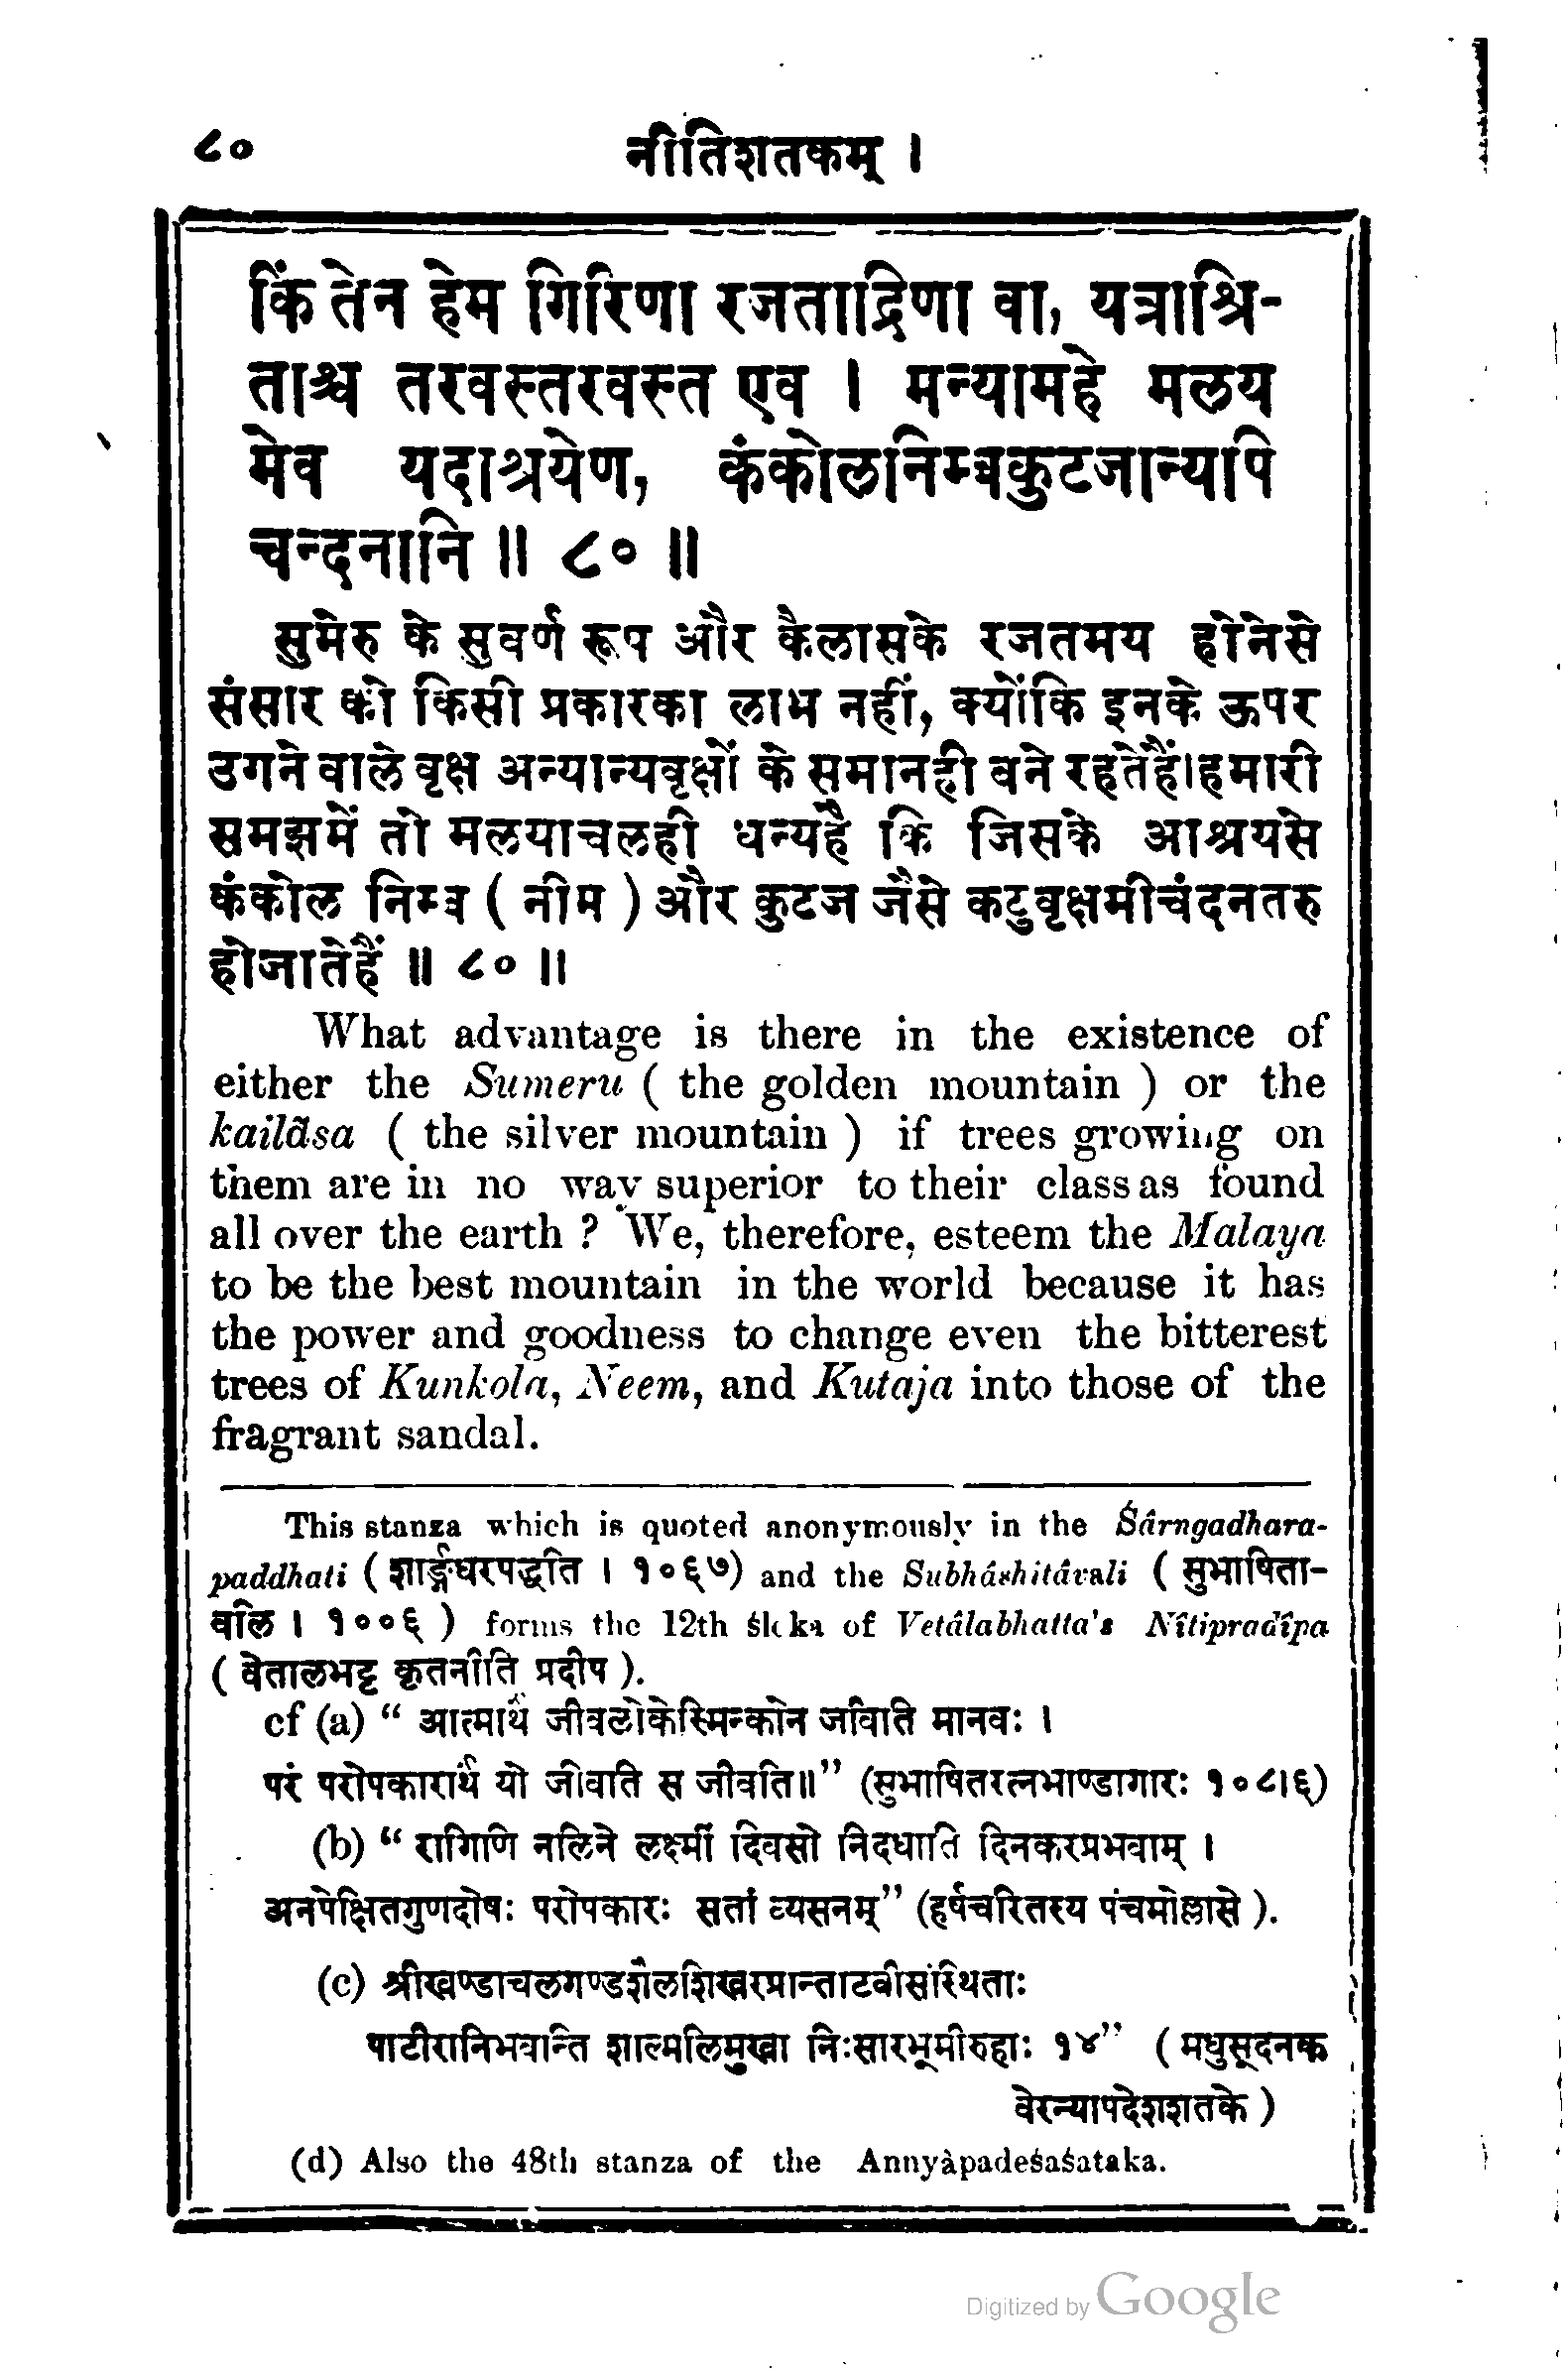 ८०
नीतिशतकम् ।
किं तेन हेम गिरिणा रजताद्रिणा वा, यत्राश्रि-
ताश्च तरवस्तरवस्त एव । मन्यामहे मलय
मेव यदाश्रयेण, कंकोलनिम्बकुटजान्यपि
चन्दनानि ॥ ८० ॥
सुमेरु के सुवर्ण रूप और कैलासके रजतमय होनेसे
संसार को किसी प्रकारका लाभ नहीं, क्योंकि इनके ऊपर
उगने वाले वृक्ष अन्यान्यवृक्षों के समानही बने रहतेहैं।हमारी
समझमें तो मलयाचलही धन्यहै कि जिसके आश्रयसे
कंकोल निम्ब ( नीम ) और कुटज जैसे कटुवृक्षभीचंदनतरु
होजातेहैं ॥ ८० ॥
What advantage is there in the existence of
either the Sumeru ( the golden mountain ) or the
kailãsa ( the silver mountain ) if trees growing on
them are in no way superior to their class as found
all over the earth ? We, therefore, esteem the Malaya
to be the best mountain in the world because it has
the power and goodness to change even the bitterest
trees of Kunkola, Neem, and Kutaja into those of the
fragrant sandal.
This stanza which is quoted anonymously in the Śârngadhara-
paddhati ( शार्ङ्गधरपद्धति । १०६७) and the Subhâshitâvali ( सुभाषिता-
वलि । १००६ ) forms the 12th śloka of Vetâlabhatta's Nîtipradîpa
( वेतालभट्ट कृतनीति प्रदीप ).
cf (a) “ आत्मार्थं जीवलोकेस्मिन्कोन जीवति मानवः ।
परं परोपकारार्थं यो जीवति स जीवति॥” (सुभाषितरत्नभाण्डागारः १०८।६)
(b) “ रागिणि नलिने लक्ष्मीं दिवसो निदधाति दिनकरप्रभवाम् ।
अनपेक्षितगुणदोषः परोपकारः सतां व्यसनम्” (हर्षचरितस्य पंचमोल्लासे ).
(c) श्रीखण्डाचलगण्डशैलशिखरप्रान्ताटवीसंस्थिताः
पाटीरानिभवान्ति शाल्मलिमुखा निःसारभूमीरुहाः १४” ( मधुसूदनक
वेरन्यापदेशशतके )
(d) Also the 48th stanza of the Annyàpadeśaśataka.
Digitized by Google